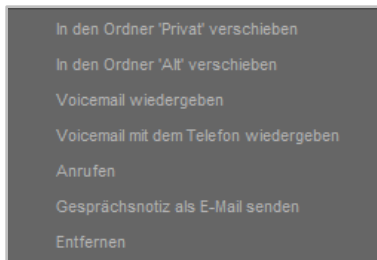 In den Ordner 'Privat' verschieben
In den Ordner 'Alt' verschieben
Voicemail wiedergeben
Voicemail mit dem Telefon wiedergeben
Anrufen
Gesprächsnotiz als E-Mail senden
Entfernen